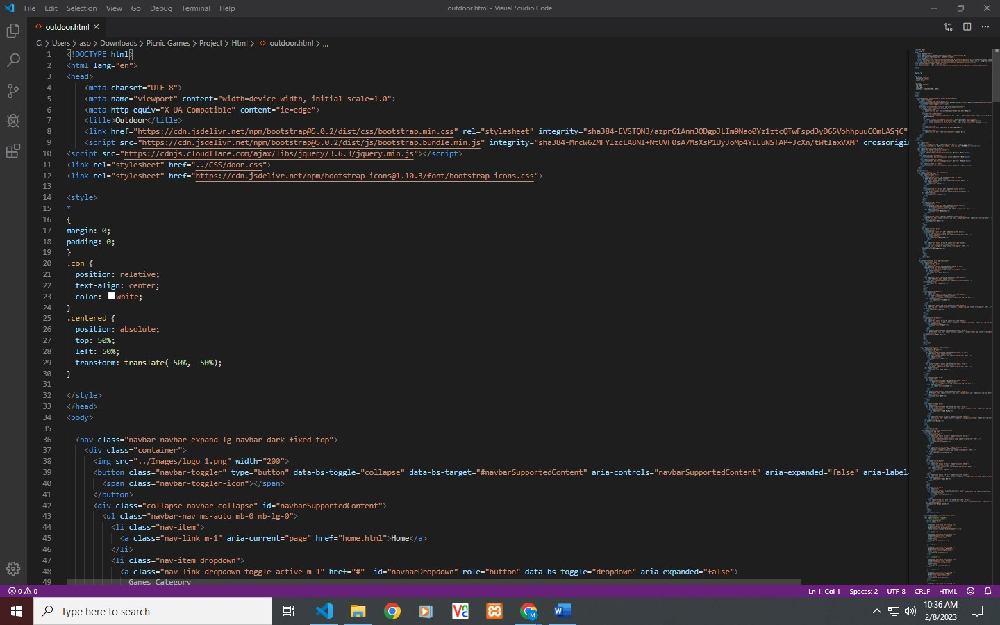 File Edit Selection View Go Debug Terminal Help
outdoor.html - Visual Studio Code
outdoor.html
C: > Users > asp > Downloads > Picnic Games > Project > Html > <> outdoor.html > ...
1 <!DOCTYPE html>
2 <html lang="en">
3 <head>
4 <meta charset="UTF-8">
5 <meta name="viewport" content="width=device-width, initial-scale=1.0">
6 <meta http-equiv="X-UA-Compatible" content="ie=edge">
7 <title>Outdoor</title>
8 <link href="https://cdn.jsdelivr.net/npm/bootstrap@5.0.2/dist/css/bootstrap.min.css" rel="stylesheet" integrity="sha384-EVSTQN3/azprG1Anm3QDgpJLIm9Nao0Yz1ztcQTwFspd3yD65VohhpuuCOmLASjC"
9 <script src="https://cdn.jsdelivr.net/npm/bootstrap@5.0.2/dist/js/bootstrap.bundle.min.js" integrity="sha384-MrcW6ZMFYlzcLA8Nl+NtUVF0sA7MsXsP1UyJoMp4YLEuNSfAP+JcXn/tWtIaxVXM" crossorigin
10 <script src="https://cdnjs.cloudflare.com/ajax/libs/jquery/3.6.3/jquery.min.js"></script>
11 <link rel="stylesheet" href="../CSS/door.css">
12 <link rel="stylesheet" href="https://cdn.jsdelivr.net/npm/bootstrap-icons@1.10.3/font/bootstrap-icons.css">
13
14 <style>
15 *
16 {
17 margin: 0;
18 padding: 0;
19 }
20 .con {
21 position: relative;
22 text-align: center;
23 color: white;
24 }
25 .centered {
26 position: absolute;
27 top: 50%;
28 left: 50%;
29 transform: translate(-50%, -50%);
30 }
31
32 </style>
33 </head>
34 <body>
35
36 <nav class="navbar navbar-expand-lg navbar-dark fixed-top">
37 <div class="container">
38 <img src="../Images/logo 1.png" width="200">
39 <button class="navbar-toggler" type="button" data-bs-toggle="collapse" data-bs-target="#navbarSupportedContent" aria-controls="navbarSupportedContent" aria-expanded="false" aria-label=
40 <span class="navbar-toggler-icon"></span>
41 </button>
42 <div class="collapse navbar-collapse" id="navbarSupportedContent">
43 <ul class="navbar-nav ms-auto mb-0 mb-lg-0">
44 <li class="nav-item">
45 <a class="nav-link m-1" aria-current="page" href="home.html">Home</a>
46 </li>
47 <li class="nav-item dropdown">
48 <a class="nav-link dropdown-toggle active m-1" href="#" id="navbarDropdown" role="button" data-bs-toggle="dropdown" aria-expanded="false">
49 Games Category
0 0
Ln 1, Col 1 Spaces: 2 UTF-8 CRLF HTML
Type here to search
10:36 AM
2/8/2023